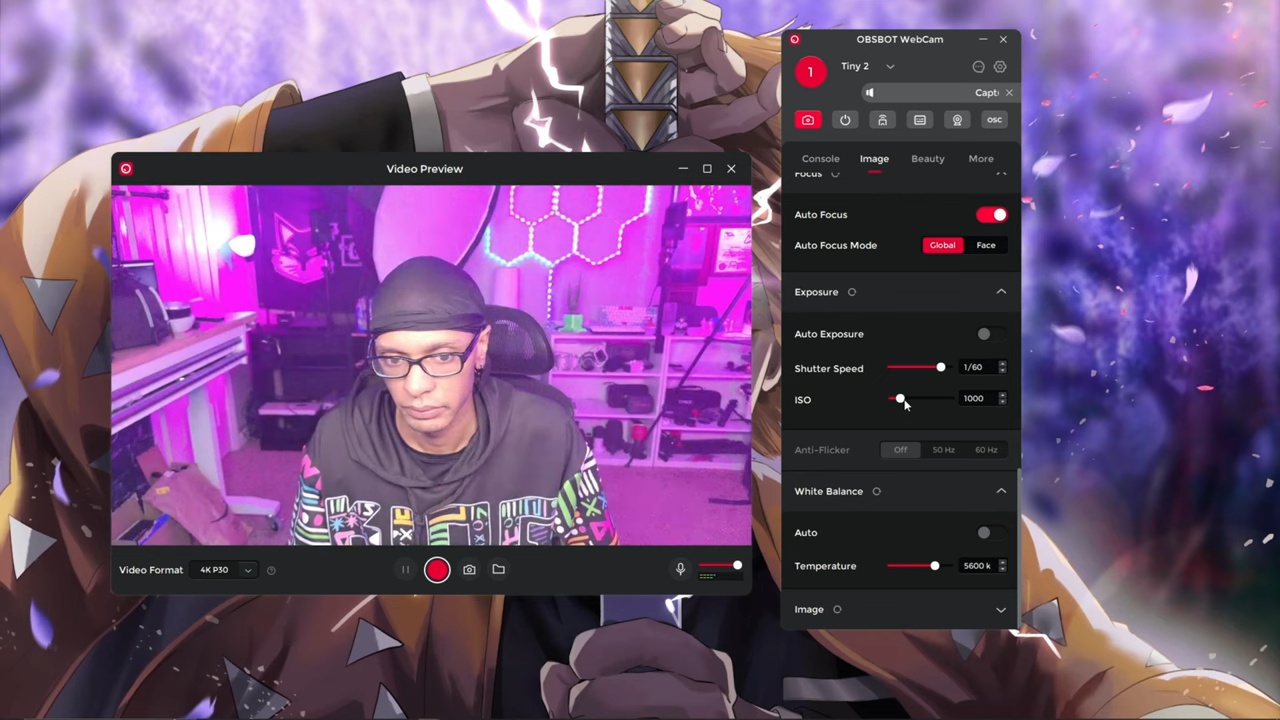 OBSBOT WebCam
1
Tiny 2
Capt
OSC
Console
Image
Beauty
More
Focus
Auto Focus
Auto Focus Mode
Global
Face
Exposure
Auto Exposure
Shutter Speed
1/60
ISO
1000
Anti-Flicker
Off
50 Hz
60 Hz
White Balance
Auto
Temperature
5600 k
Image
Video Preview
Video Format
4K P30